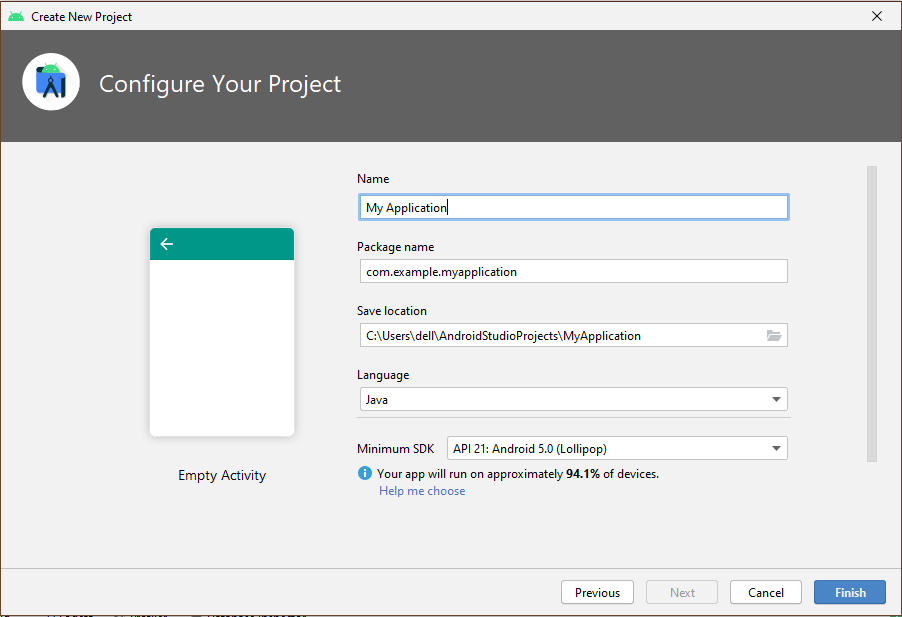 Create New Project
Configure Your Project
Name
My Application
Package name
com.example.myapplication
Save location
C:\Users\dell\AndroidStudioProjects\MyApplication
Language
Java
Minimum SDK API 21: Android 5.0 (Lollipop)
Your app will run on approximately 94.1% of devices.
Help me choose
Empty Activity
Previous Next Cancel Finish